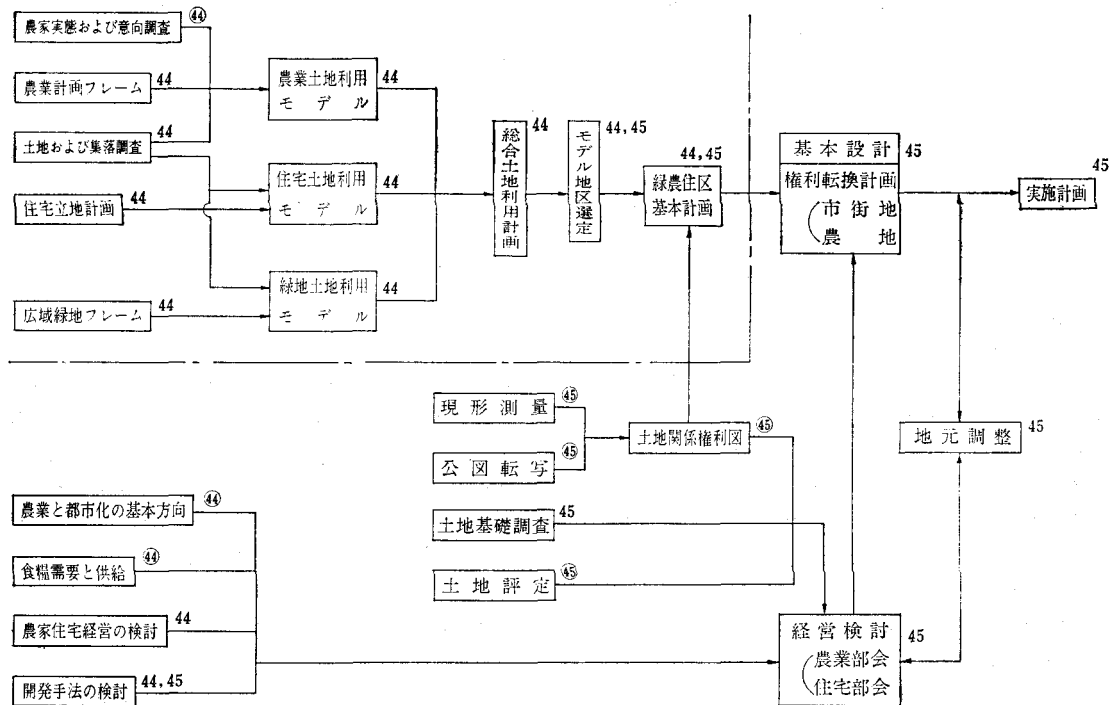 農家実態および意向調査
㊹
農業計画フレーム
44
土地および集落調査
44
住宅立地計画
44
広域緑地フレーム
44
農業土地利用
モデル
44
住宅土地利用
モデル
44
緑地土地利用
モデル
44
総合土地利用計画
44
モデル地区選定
44, 45
緑農住区
基本計画
44, 45
基本設計
権利転換計画
市街地
農地
45
実施計画
45
現形測量
㊺
公図転写
㊺
土地関係権利図
㊺
土地基礎調査
45
土地評定
㊺
地元調整
45
農業と都市化の基本方向
㊹
食糧需要と供給
㊹
農家住宅経営の検討
44
開発手法の検討
44, 45
経営検討
農業部会
住宅部会
45